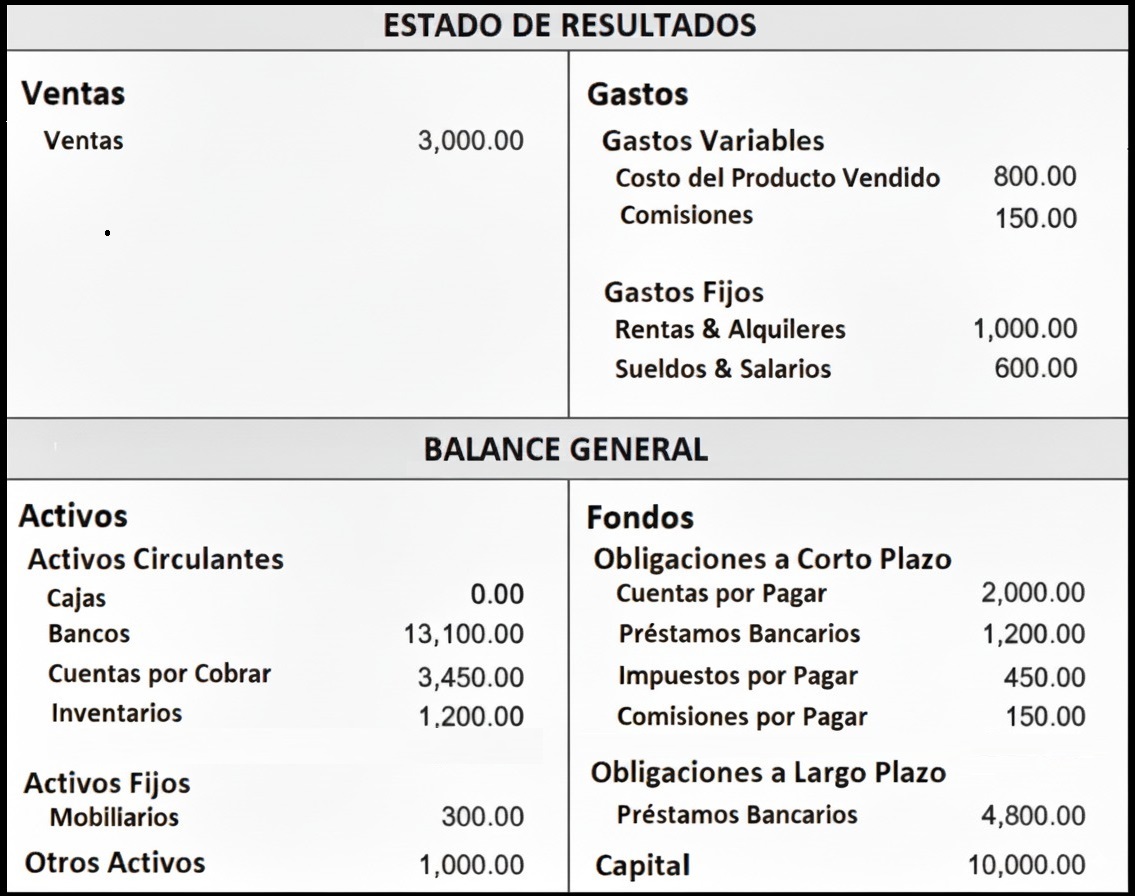 ESTADO DE RESULTADOS
Ventas
Ventas 3,000.00
Gastos
Gastos Variables
Costo del Producto Vendido 800.00
Comisiones 150.00
Gastos Fijos
Rentas & Alquileres 1,000.00
Sueldos & Salarios 600.00
BALANCE GENERAL
Activos
Activos Circulantes
Cajas 0.00
Bancos 13,100.00
Cuentas por Cobrar 3,450.00
Inventarios 1,200.00
Activos Fijos
Mobiliarios 300.00
Otros Activos 1,000.00
Fondos
Obligaciones a Corto Plazo
Cuentas por Pagar 2,000.00
Préstamos Bancarios 1,200.00
Impuestos por Pagar 450.00
Comisiones por Pagar 150.00
Obligaciones a Largo Plazo
Préstamos Bancarios 4,800.00
Capital 10,000.00